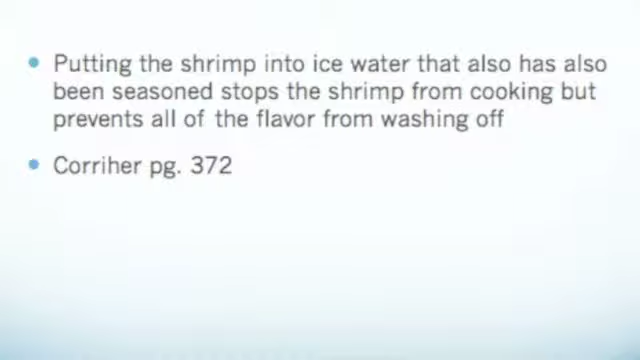 Putting the shrimp into ice water that also has also
been seasoned stops the shrimp from cooking but
prevents all of the flavor from washing off
Corriher pg. 372